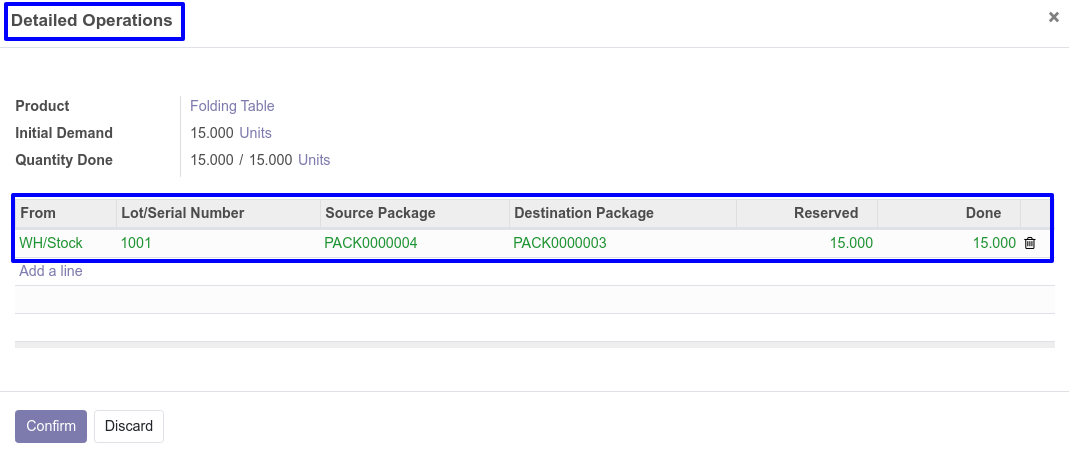 Detailed Operations ×
Product Folding Table
Initial Demand 15.000 Units
Quantity Done 15.000 / 15.000 Units
From Lot/Serial Number Source Package Destination Package Reserved Done
WH/Stock 1001 PACK0000004 PACK0000003 15.000 15.000
Add a line
Confirm Discard